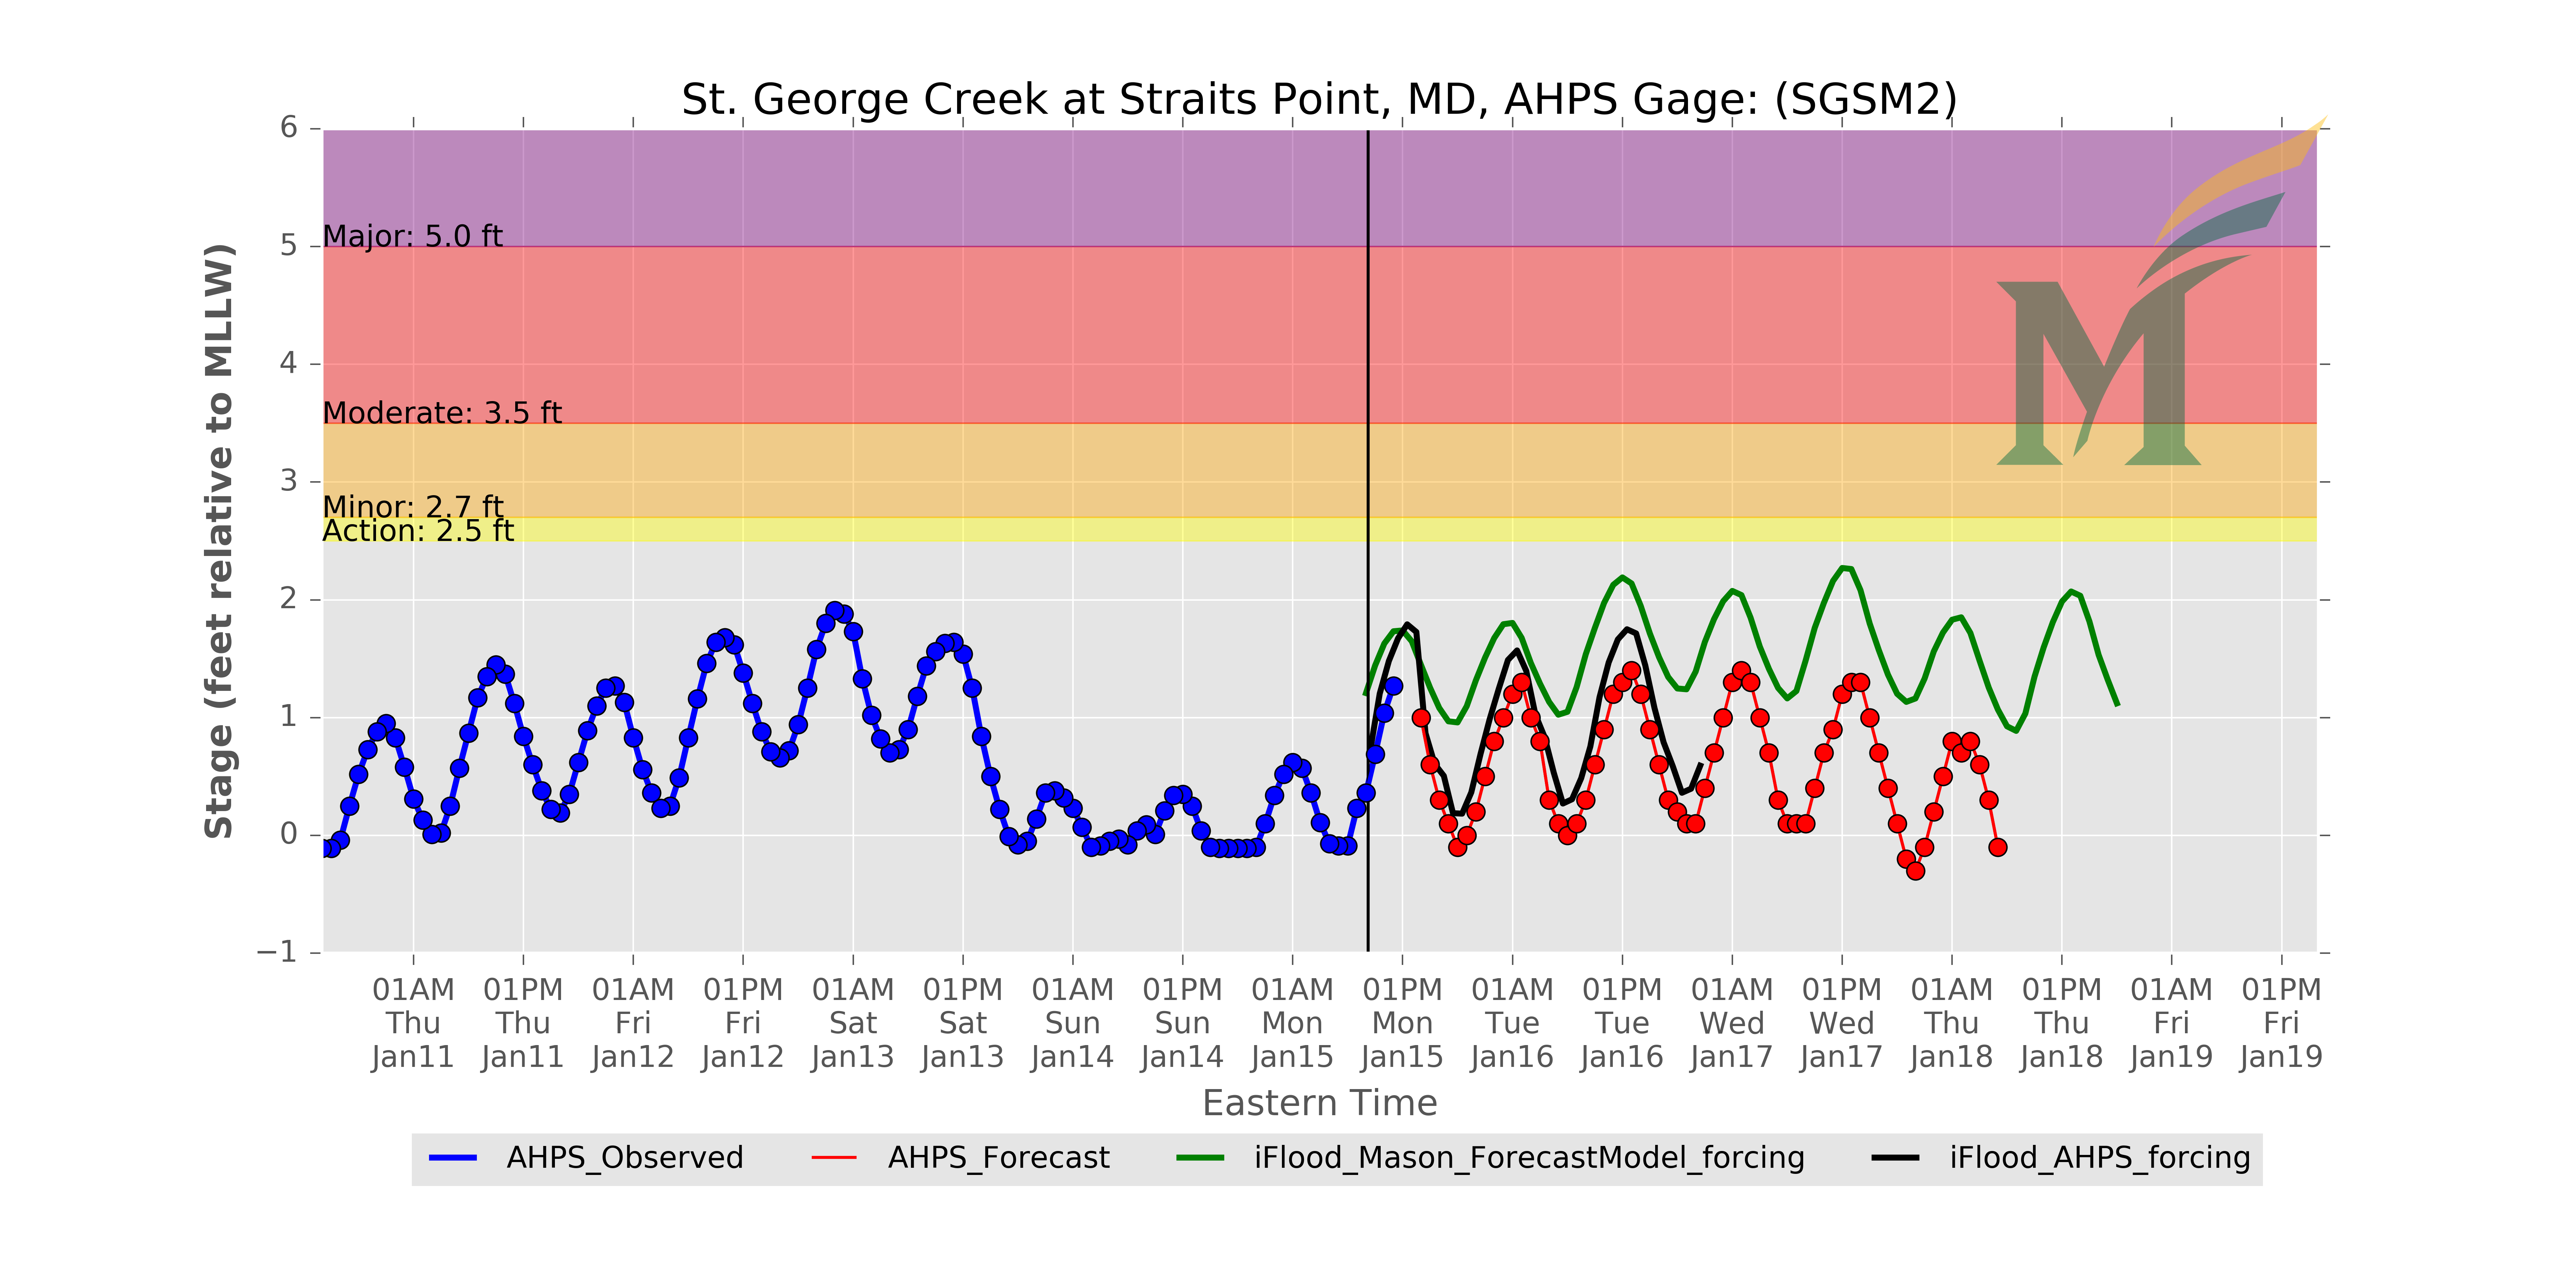 St. George Creek at Straits Point, MD, AHPS Gage: (SGSM2)
Stage (feet relative to MLLW)
6
5
4
3
2
1
0
−1
Major: 5.0 ft
Moderate: 3.5 ft
Minor: 2.7 ft
Action: 2.5 ft
M
01AM 01PM 01AM 01PM 01AM 01PM 01AM 01PM 01AM 01PM 01AM 01PM 01AM 01PM 01AM 01PM 01AM 01PM
Thu Thu Fri Fri Sat Sat Sun Sun Mon Mon Tue Tue Wed Wed Thu Thu Fri Fri
Jan11 Jan11 Jan12 Jan12 Jan13 Jan13 Jan14 Jan14 Jan15 Jan15 Jan16 Jan16 Jan17 Jan17 Jan18 Jan18 Jan19 Jan19
Eastern Time
AHPS_Observed AHPS_Forecast iFlood_Mason_ForecastModel_forcing iFlood_AHPS_forcing